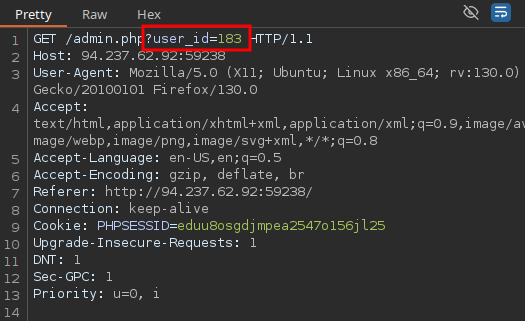 Pretty Raw Hex
1 GET /admin.php?user_id=183 HTTP/1.1
2 Host: 94.237.62.92:59238
3 User-Agent: Mozilla/5.0 (X11; Ubuntu; Linux x86_64; rv:130.0)
Gecko/20100101 Firefox/130.0
4 Accept:
text/html,application/xhtml+xml,application/xml;q=0.9,image/av
mage/webp,image/png,image/svg+xml,*/*;q=0.8
5 Accept-Language: en-US,en;q=0.5
6 Accept-Encoding: gzip, deflate, br
7 Referer: http://94.237.62.92:59238/
8 Connection: keep-alive
9 Cookie: PHPSESSID=eduu8osgdjmpea2547o156jl25
10 Upgrade-Insecure-Requests: 1
11 DNT: 1
12 Sec-GPC: 1
13 Priority: u=0, i
14